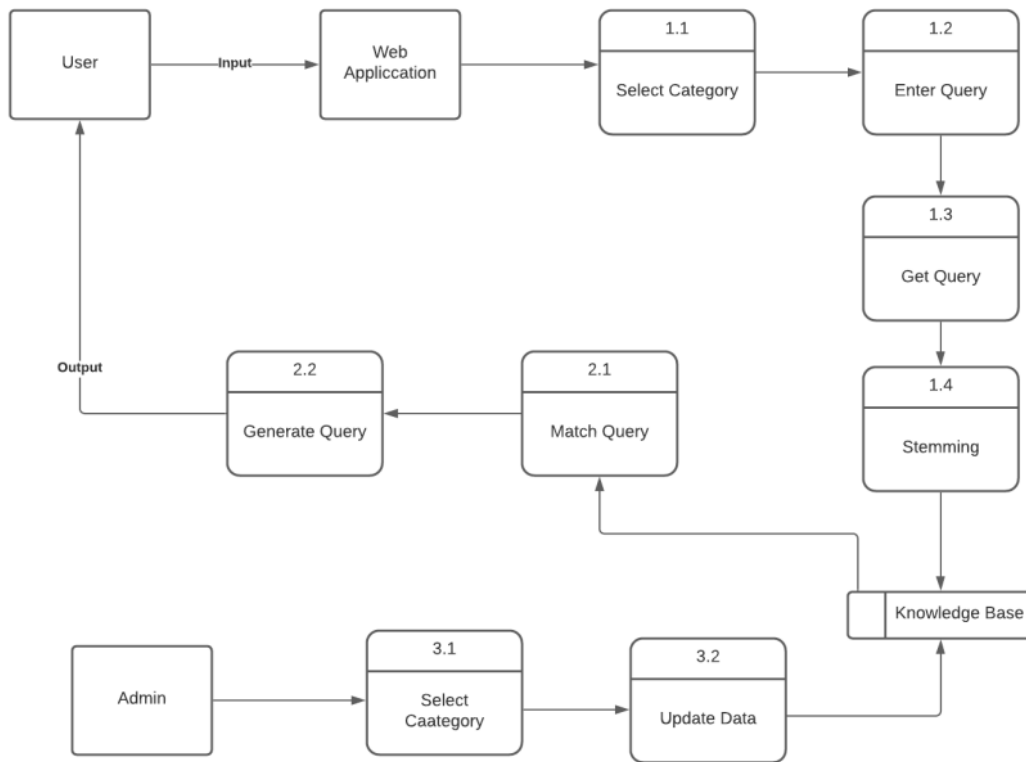 User
Input
Web
Appliccation
1.1
Select Category
1.2
Enter Query
1.3
Get Query
1.4
Stemming
Output
2.2
Generate Query
2.1
Match Query
Knowledge Base
Admin
3.1
Select
Caategory
3.2
Update Data